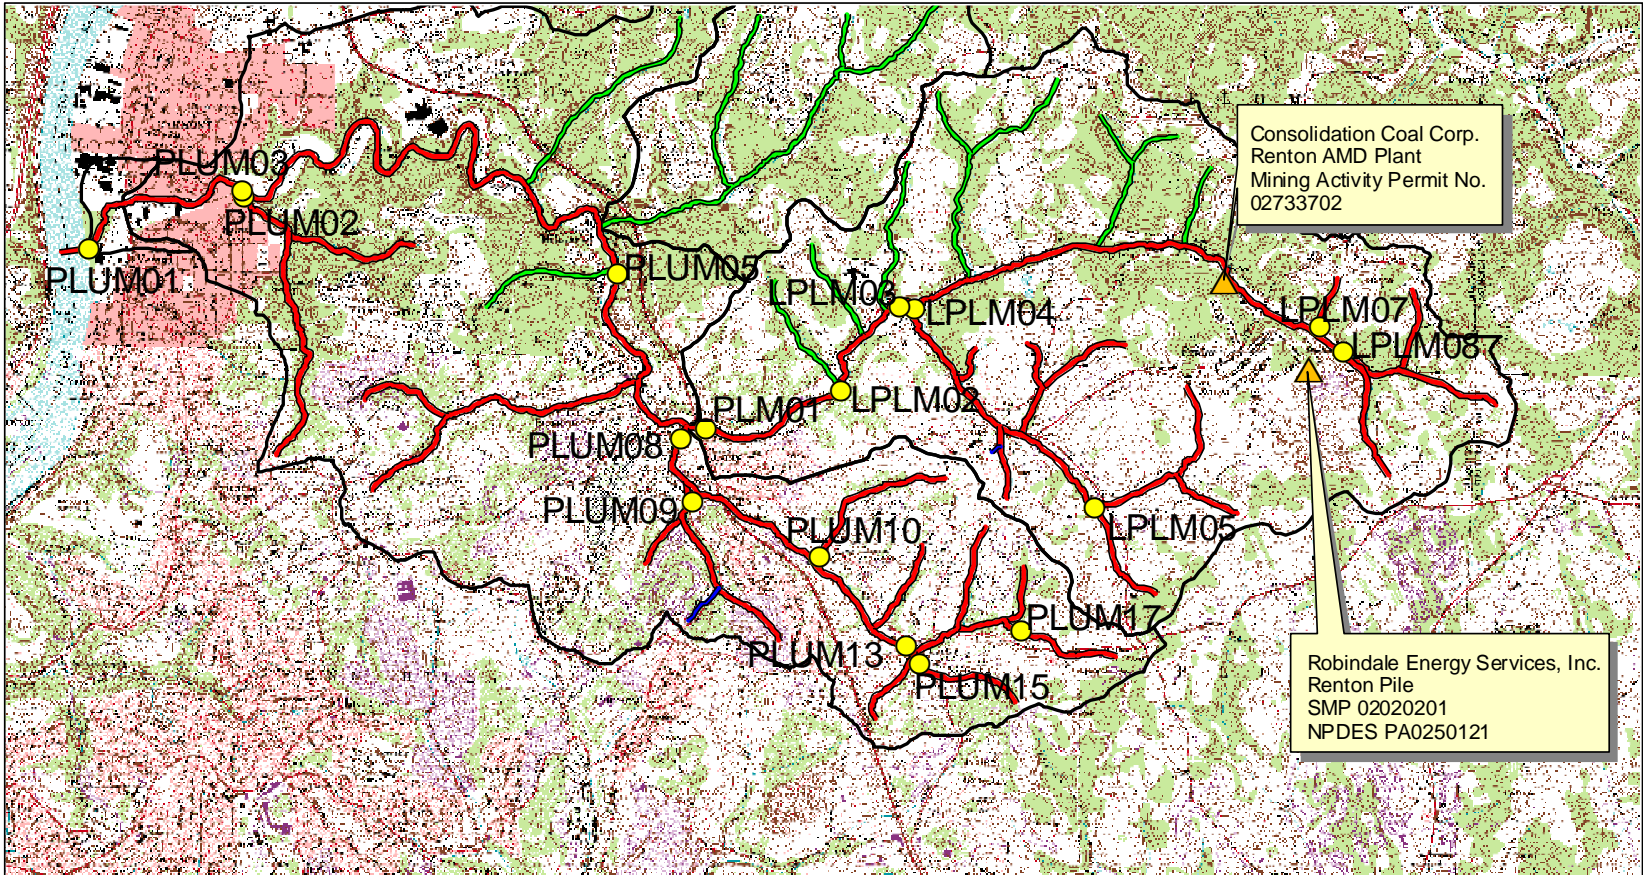 Consolidation Coal Corp.
Renton AMD Plant
Mining Activity Permit No.
02733702
PLUM03
PLUM02
PLUM01
PLUM05
LPLM03
LPLM04
LPLM07
LPLM08
LPLM02
LPLM01
PLUM08
PLUM09
PLUM10
LPLM05
PLUM17
PLUM13
PLUM15
Robindale Energy Services, Inc.
Renton Pile
SMP 02020201
NPDES PA0250121